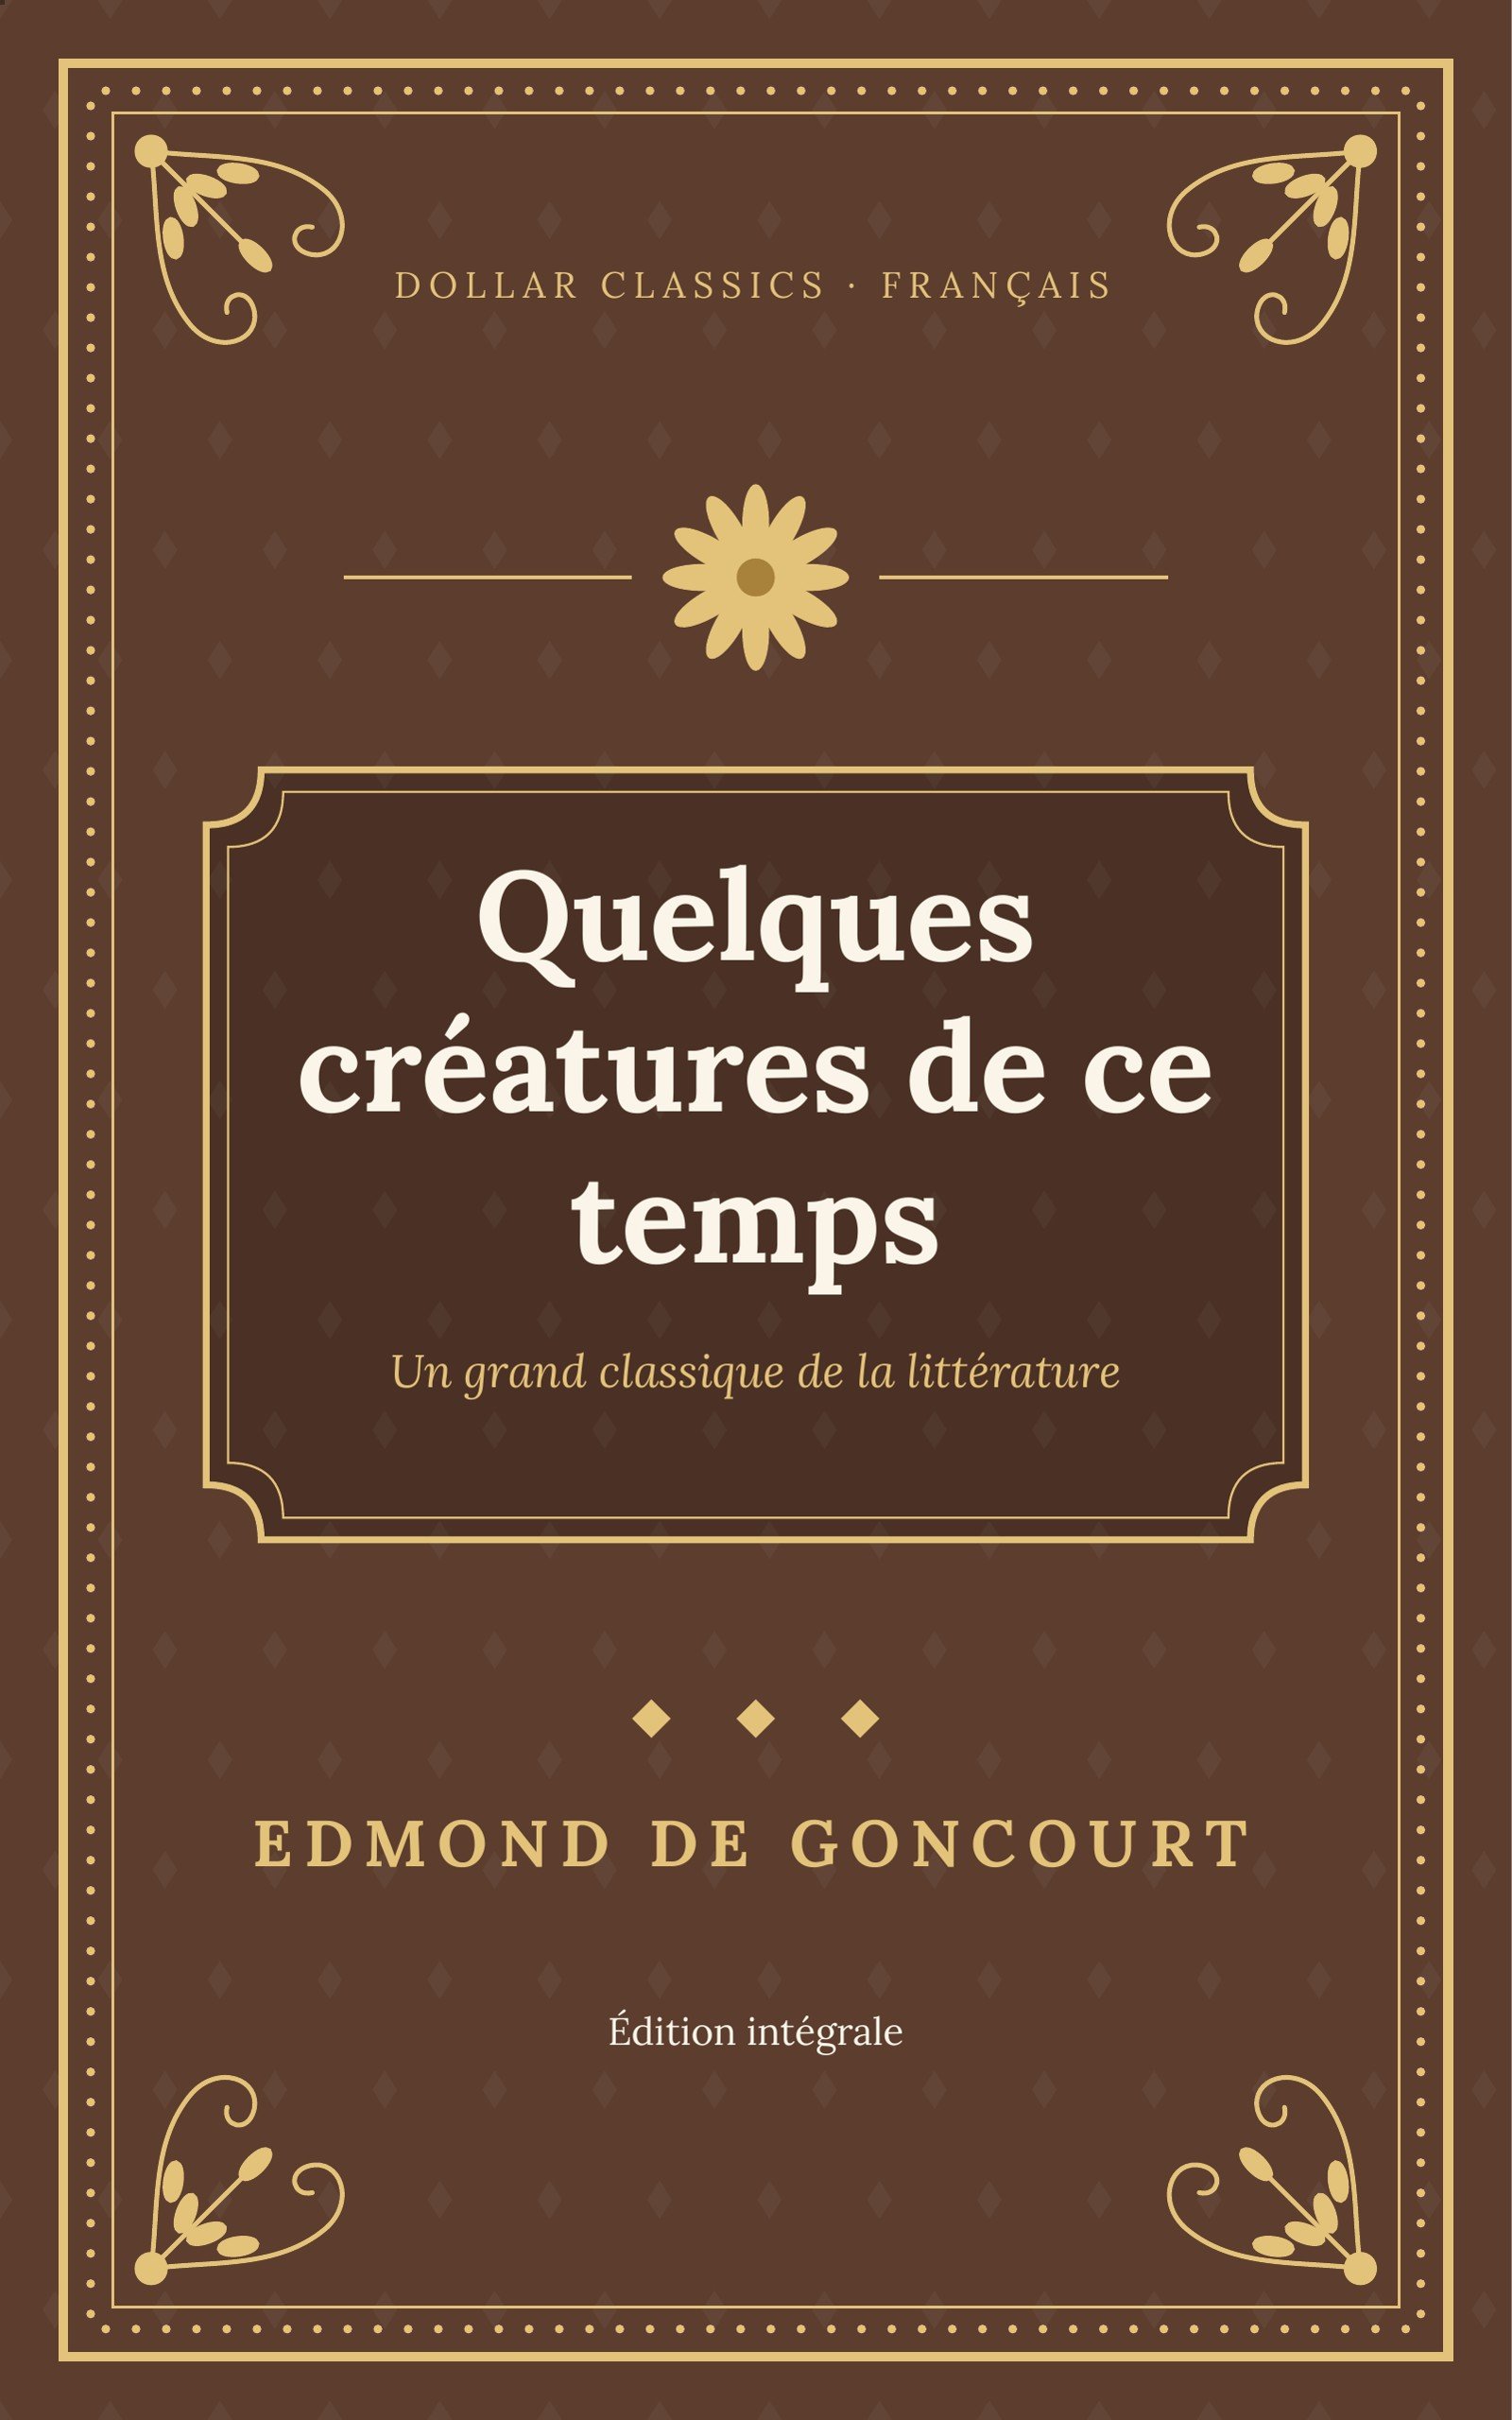 DOLLAR CLASSICS · FRANÇAIS
Quelques
créatures de ce
temps
Un grand classique de la littérature
EDMOND DE GONCOURT
Édition intégrale